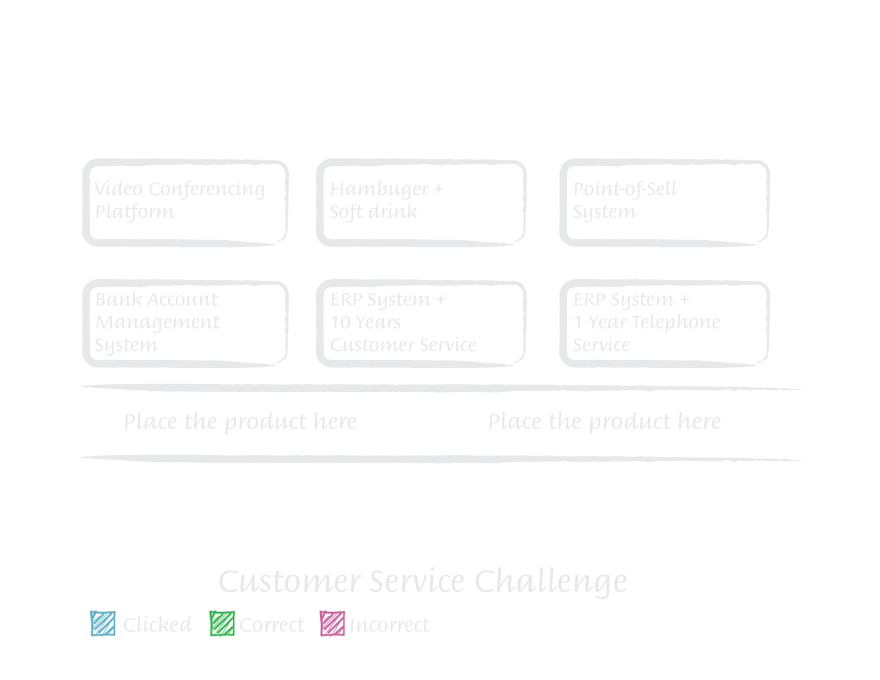 Video Conferencing
Platform
Hambuger +
Soft drink
Point-of-Sell
System
Bank Account
Management
System
ERP System +
10 Years
Customer Service
ERP System +
1 Year Telephone
Service
Place the product here
Place the product here
Customer Service Challenge
Clicked
Correct
Incorrect